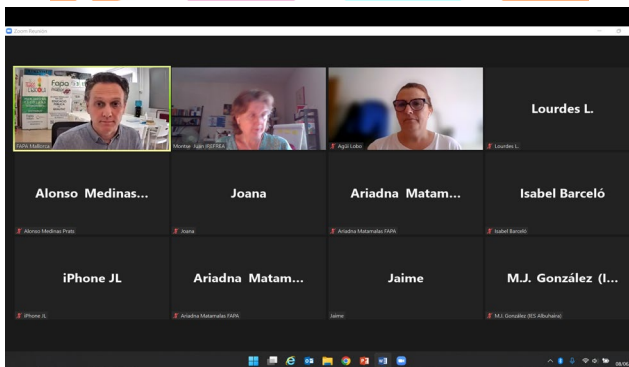 Zoom Reunión
Fapa
FAPA Mallorca
Agüí Lobo
Lourdes L.
Lourdes L.
Alonso Medinas...
Joana
Ariadna Matam...
Isabel Barceló
Alonso Medinas Prats
Joana
Ariadna Matamalas FAPA
Isabel Barceló
iPhone JL
Ariadna Matam...
Jaime
M.J. González (I...
iPhone JL
Ariadna Matamalas FAPA
Jaime
M.J. González (IES Albuhaira)